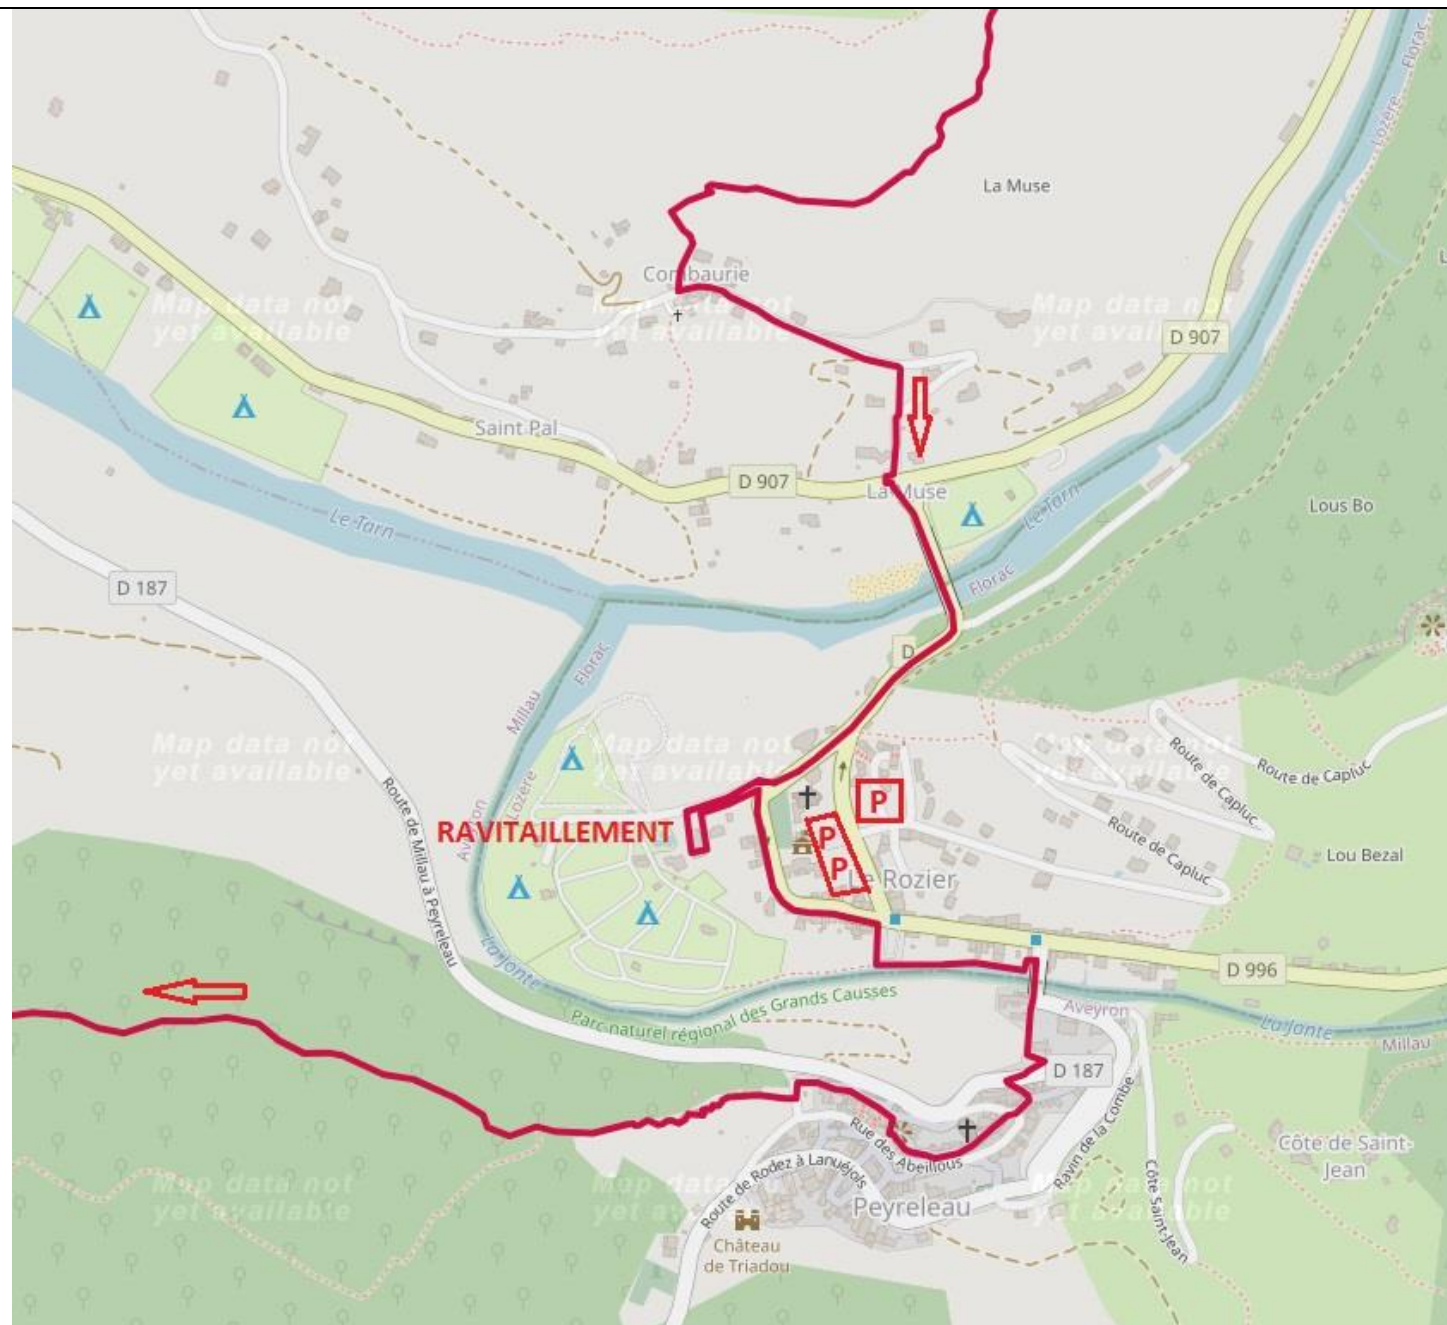 Florac
Lozère
La Muse
Combaurie
Map data not
yet available
Map data not
yet available
Map data not
yet available
D 907
Saint Pal
D 907
La Muse
Le Tarn
Le Tarn
Lous Bo
D 187
Florac
D
Florac
Millau
Map data not
yet available
Map data not
yet available
Map data not
yet available
Route de Capluc
Route de Capluc
Route de Capluc
Route de Capluc
Lozère
Aveyron
P
RAVITAILLEMENT
P
P
Route de Millau à Peyreleau
Lou Bezal
Le Rozier
La Jonte
D 996
Parc naturel régional des Grands Causses
Aveyron
La Jonte
Millau
D 187
Rue des Abeillous
Ravin de la Combe
Côte de Saint-
Jean
Route de Rodez à Lanuéjols
Côte Saint-Jean
Map data not
yet available
Map data not
yet available
Map data not
yet available
Peyreleau
Château
de Triadou